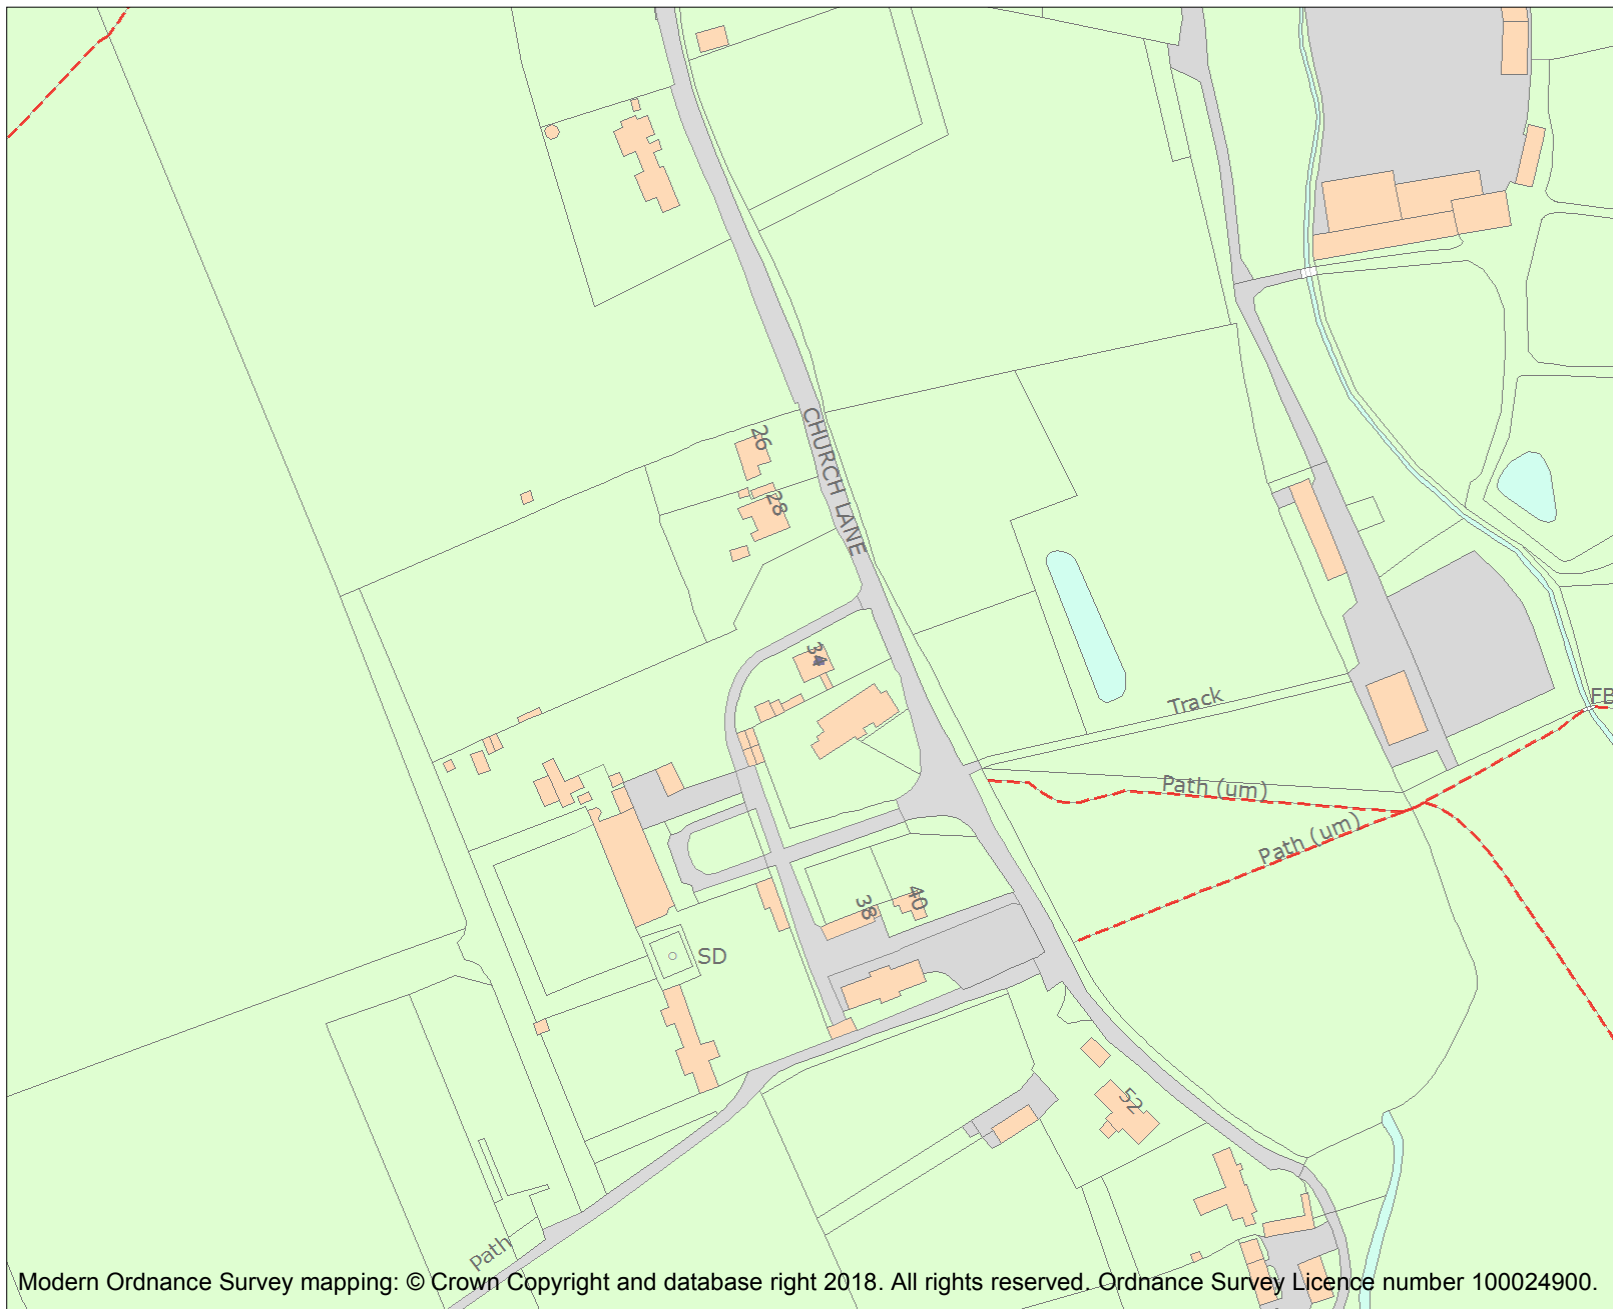 26
CHURCH LANE
28
34
Track
FB
Path (um)
Path (um)
38
40
SD
52
Path
Modern Ordnance Survey mapping: © Crown Copyright and database right 2018. All rights reserved. Ordnance Survey Licence number 100024900.